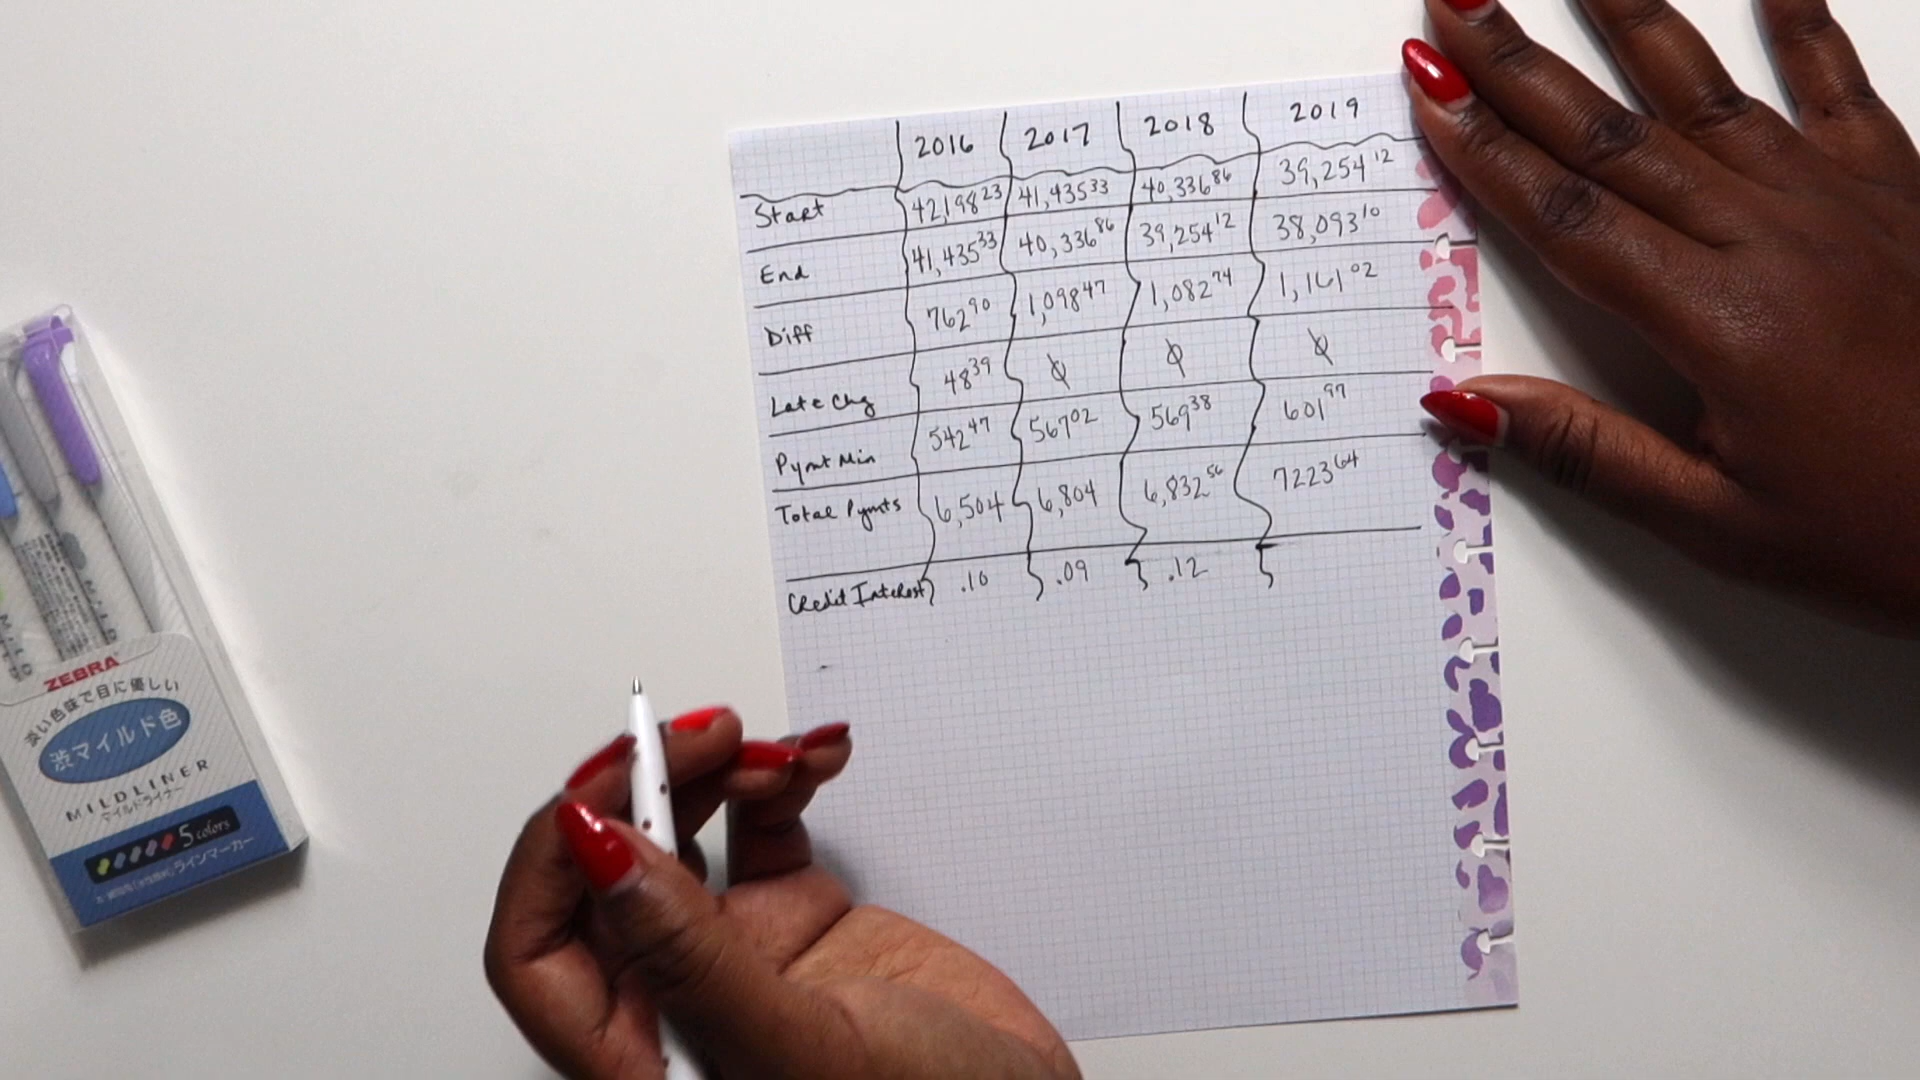 2016 2017 2018 2019
Start 42,198 23 41,435 33 40,336 86 39,254 12
End 41,435 33 40,336 86 39,254 12 38,093 10
Diff 762 90 1,098 47 1,082 74 1,161 02
Late Chg 48 39 0 0 0
Pymt Min 542 47 567 02 569 38 601 97
Total Pymts 6,504 6,804 6,832 56 7223 64
Credit Interest .10 .09 .12
ZEBRA
淡い色味で目に優しい
渋マイルド色
MILDLINER
マイルドライナー
5 colors
ラインマーカー